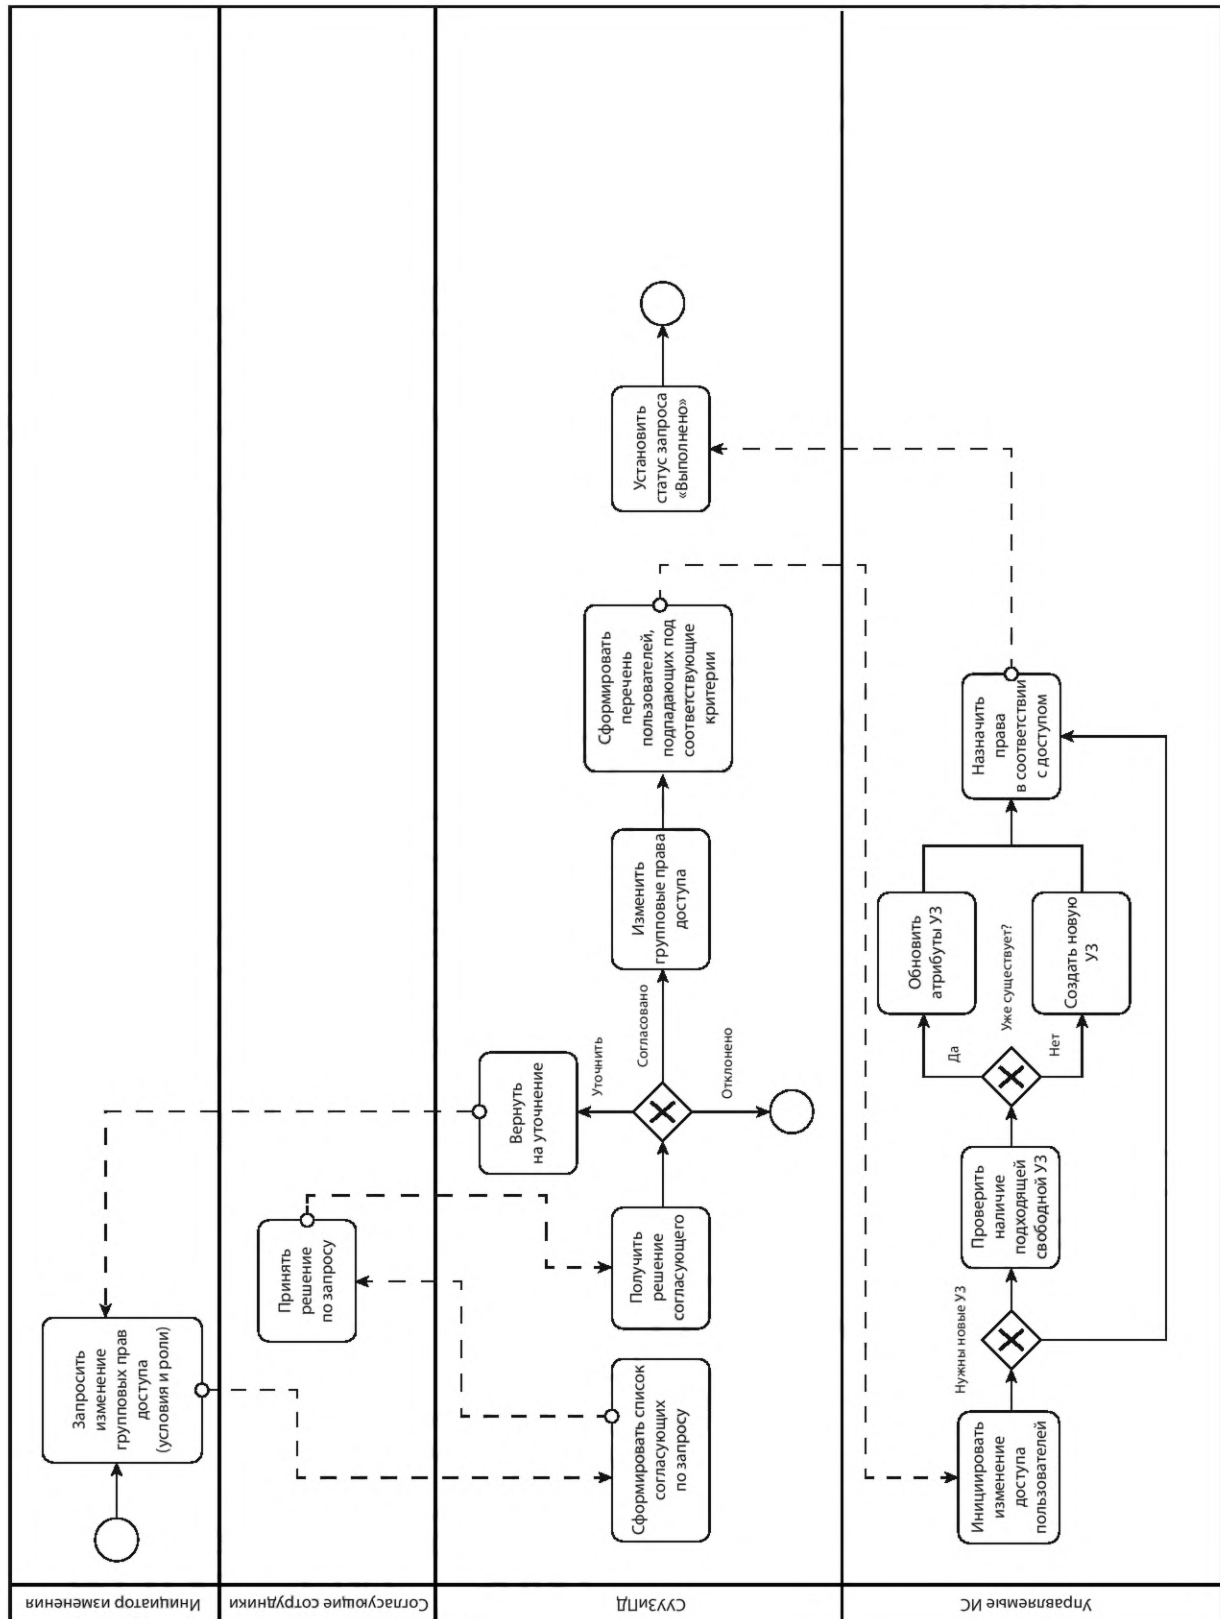 Инициатор изменения
Запросить
изменение
групповых прав
доступа
(условия и роли)
Согласующие сотрудники
Принять
решение
по запросу
СУУЗиПД
Сформировать список
согласующих
по запросу
Получить
решение
согласующего
Вернуть
на уточнение
Уточнить
Согласовано
Отклонено
Изменить
групповые права
доступа
Сформировать
перечень
пользователей,
подпадающих под
соответствующие
критерии
Установить
статус запроса
«Выполнено»
Управляемые ИС
Инициировать
изменение
доступа
пользователей
Нужны новые УЗ
Проверить
наличие
подходящей
свободной УЗ
Да
Уже существует?
Нет
Обновить
атрибуты УЗ
Создать новую
УЗ
Назначить
права
в соответствии
с доступом